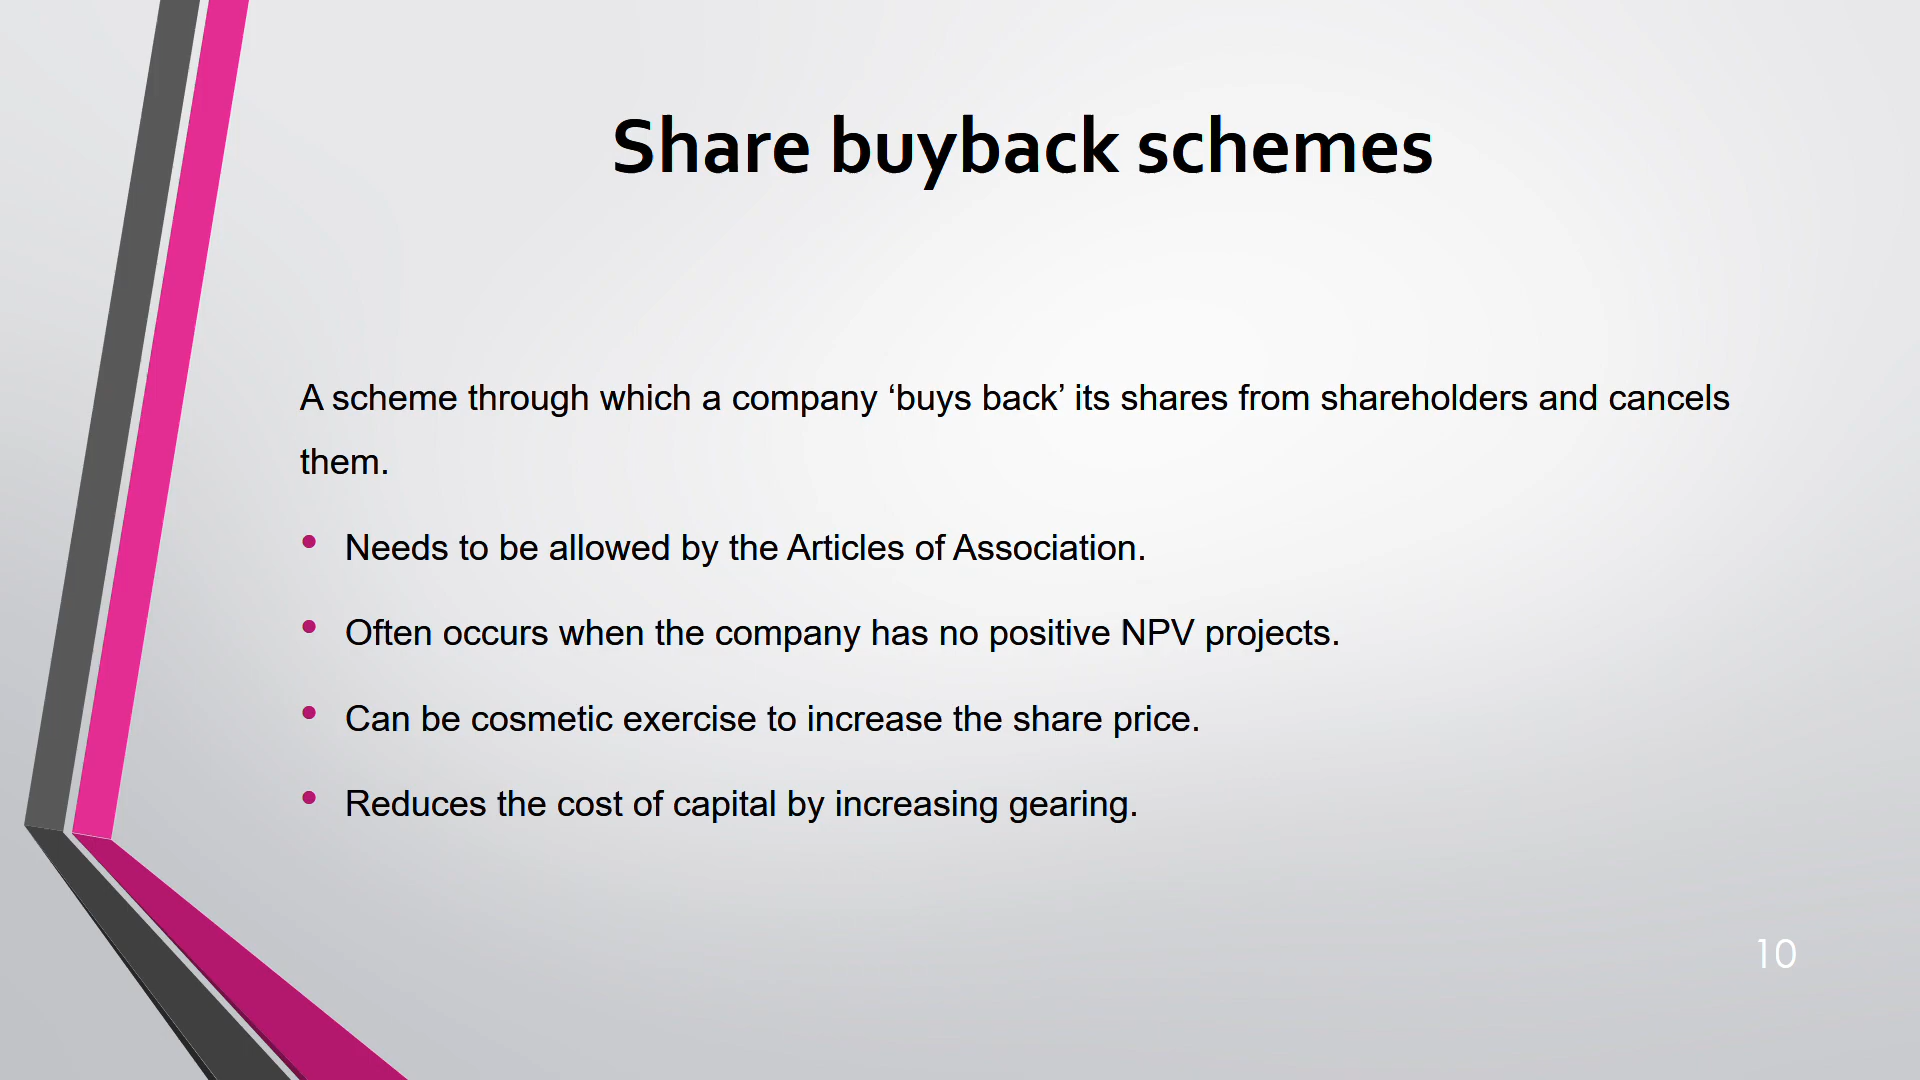 Share buyback schemes
A scheme through which a company ‘buys back’ its shares from shareholders and cancels
them.
• Needs to be allowed by the Articles of Association.
• Often occurs when the company has no positive NPV projects.
• Can be cosmetic exercise to increase the share price.
• Reduces the cost of capital by increasing gearing.
10